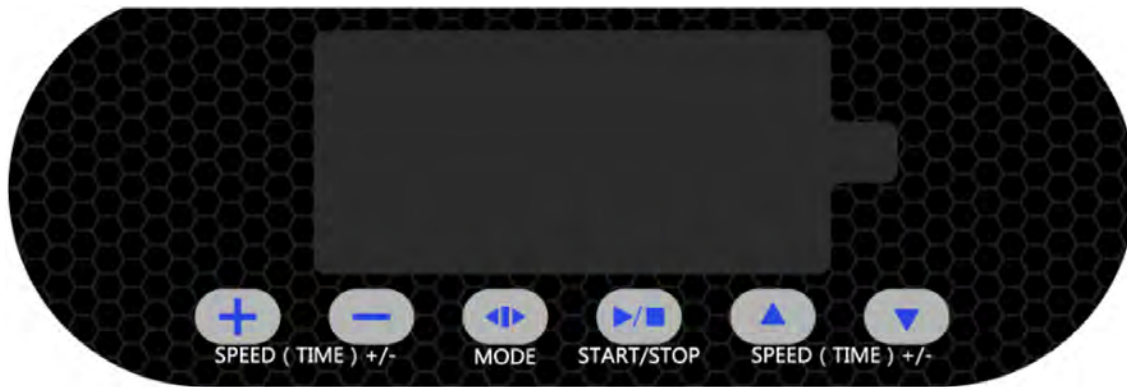 SPEED ( TIME ) +/-
MODE
START/STOP
SPEED ( TIME ) +/-